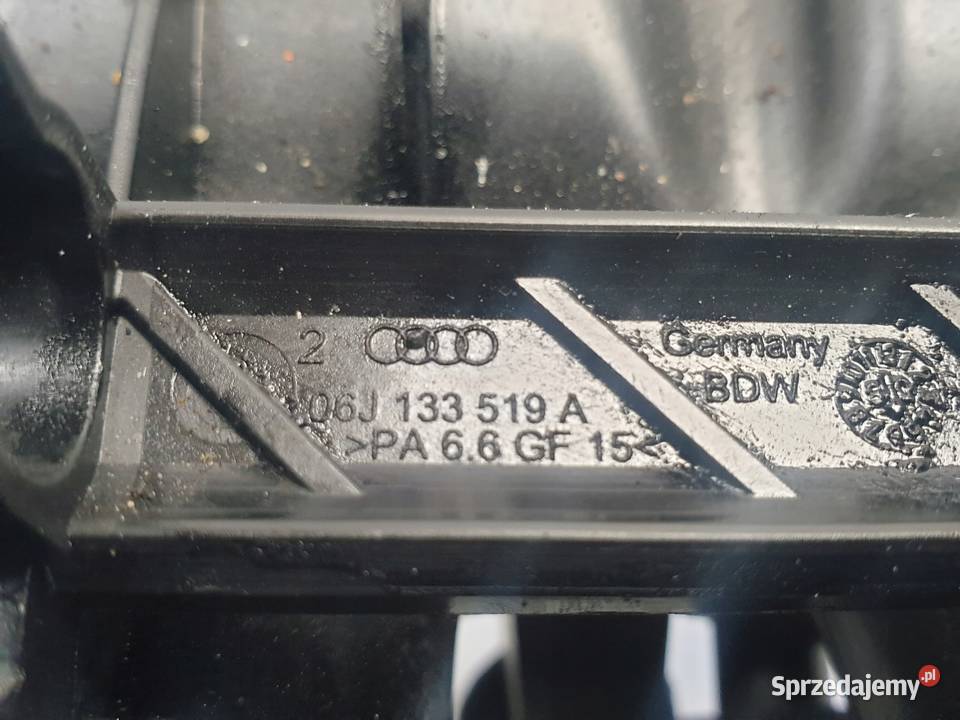 2
06J 133 519 A
>PA 6.6 GF 15<
Germany
BDW
Sprzedajemy.pl